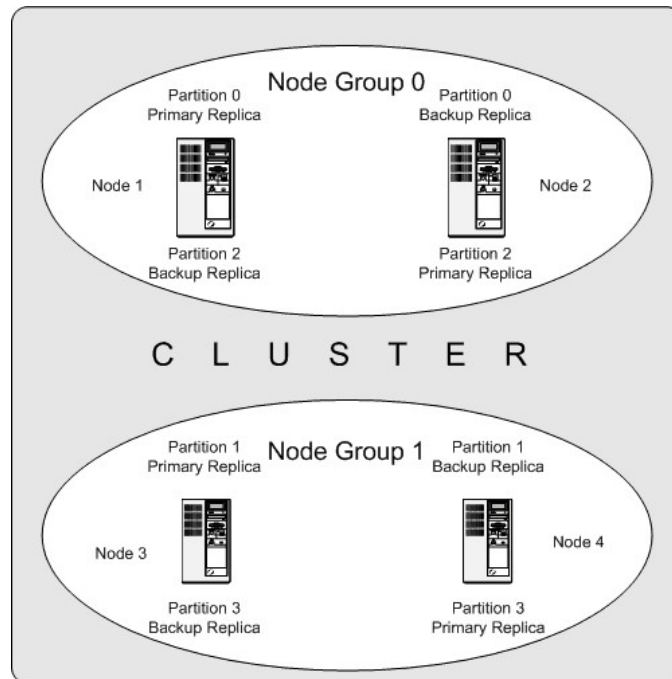 Node Group 0
Partition 0
Primary Replica
Partition 0
Backup Replica
Node 1
Node 2
Partition 2
Backup Replica
Partition 2
Primary Replica
C L U S T E R
Node Group 1
Partition 1
Primary Replica
Partition 1
Backup Replica
Node 3
Node 4
Partition 3
Backup Replica
Partition 3
Primary Replica